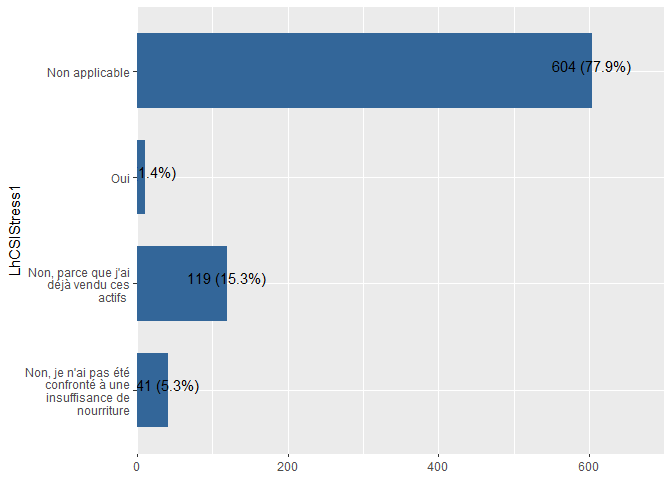 LhCSIStress1
Non applicable
604 (77.9%)
Oui
1.4%)
Non, parce que j'ai
déjà vendu ces
actifs
119 (15.3%)
Non, je n'ai pas été
confronté à une
insuffisance de
nourriture
41 (5.3%)
0
200
400
600